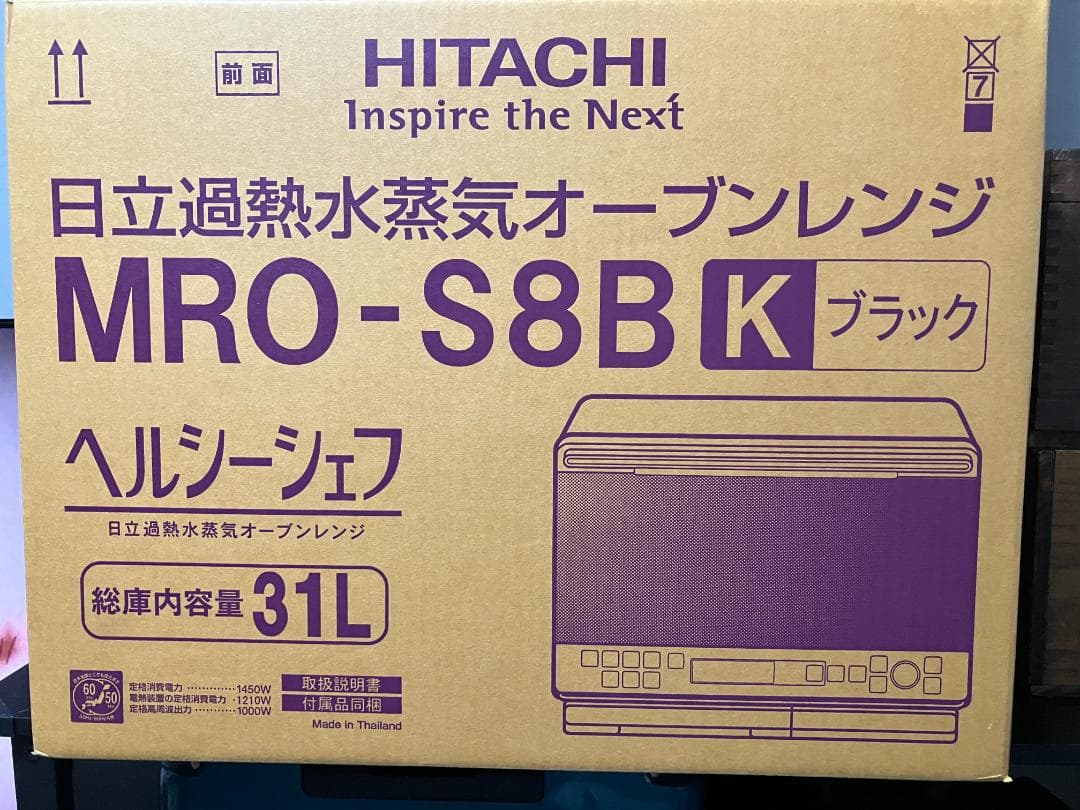 前面
HITACHI
Inspire the Next
7
日立過熱水蒸気オーブンレンジ
MRO-S8B K ブラック
ヘルシーシェフ
日立過熱水蒸気オーブンレンジ
総庫内容量 31L
60
50
定格消費電力 ············· 1450W
電熱装置の定格消費電力 · 1210W
定格高周波出力 ·········· 1000W
取扱説明書
付属品同梱
Made in Thailand